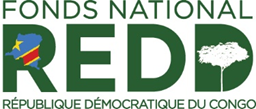 FONDS NATIONAL
REDD
RÉPUBLIQUE DÉMOCRATIQUE DU CONGO